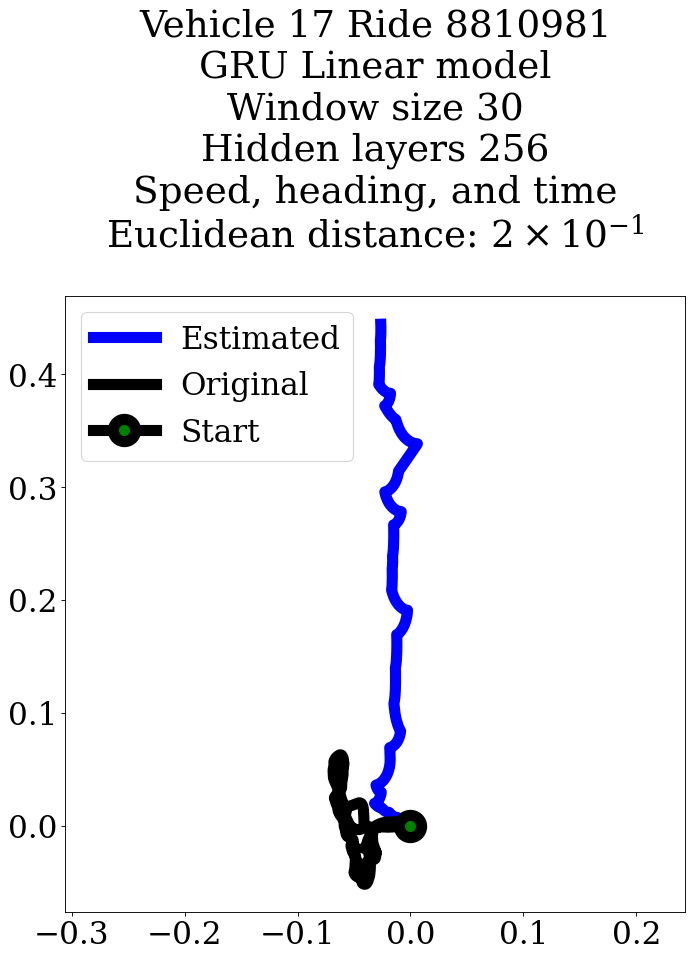 Vehicle 17 Ride 8810981
GRU Linear model
Window size 30
Hidden layers 256
Speed, heading, and time
Euclidean distance: 2 × 10⁻¹
Estimated
Original
Start
0.4
0.3
0.2
0.1
0.0
−0.3 −0.2 −0.1 0.0 0.1 0.2